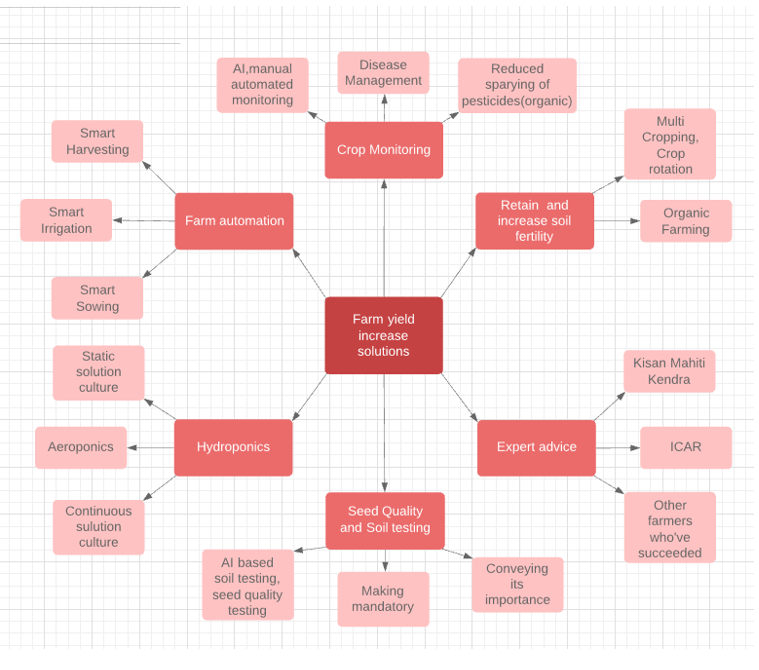 AI,manual
automated
monitoring
Disease
Management
Reduced
sparying of
pesticides(organic)
Crop Monitoring
Smart
Harvesting
Multi
Cropping,
Crop
rotation
Farm automation
Smart
Irrigation
Retain and
increase soil
fertility
Organic
Farming
Smart
Sowing
Farm yield
increase
solutions
Static
solution
culture
Kisan Mahiti
Kendra
Aeroponics
Hydroponics
Expert advice
ICAR
Continuous
sulution
culture
Seed Quality
and Soil testing
Other
farmers
who've
succeeded
AI based
soil testing,
seed quality
testing
Making
mandatory
Conveying
its
importance